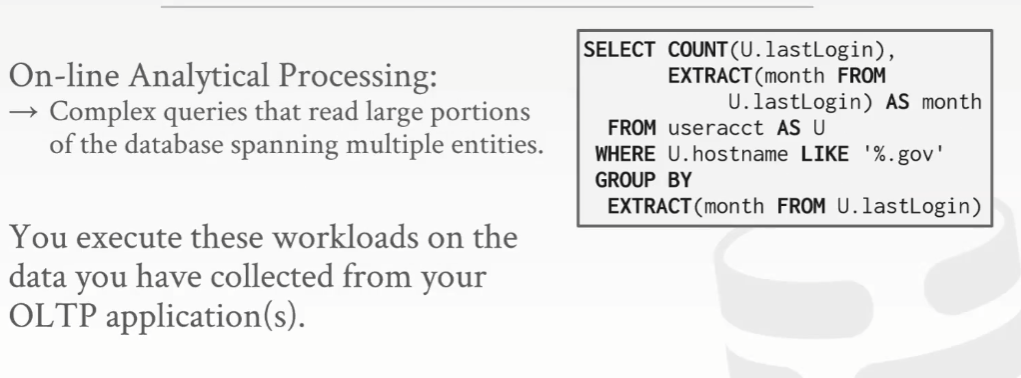 On-line Analytical Processing:
→ Complex queries that read large portions
of the database spanning multiple entities.
You execute these workloads on the
data you have collected from your
OLTP application(s).
SELECT COUNT(U.lastLogin),
EXTRACT(month FROM
U.lastLogin) AS month
FROM useracct AS U
WHERE U.hostname LIKE '%.gov'
GROUP BY
EXTRACT(month FROM U.lastLogin)